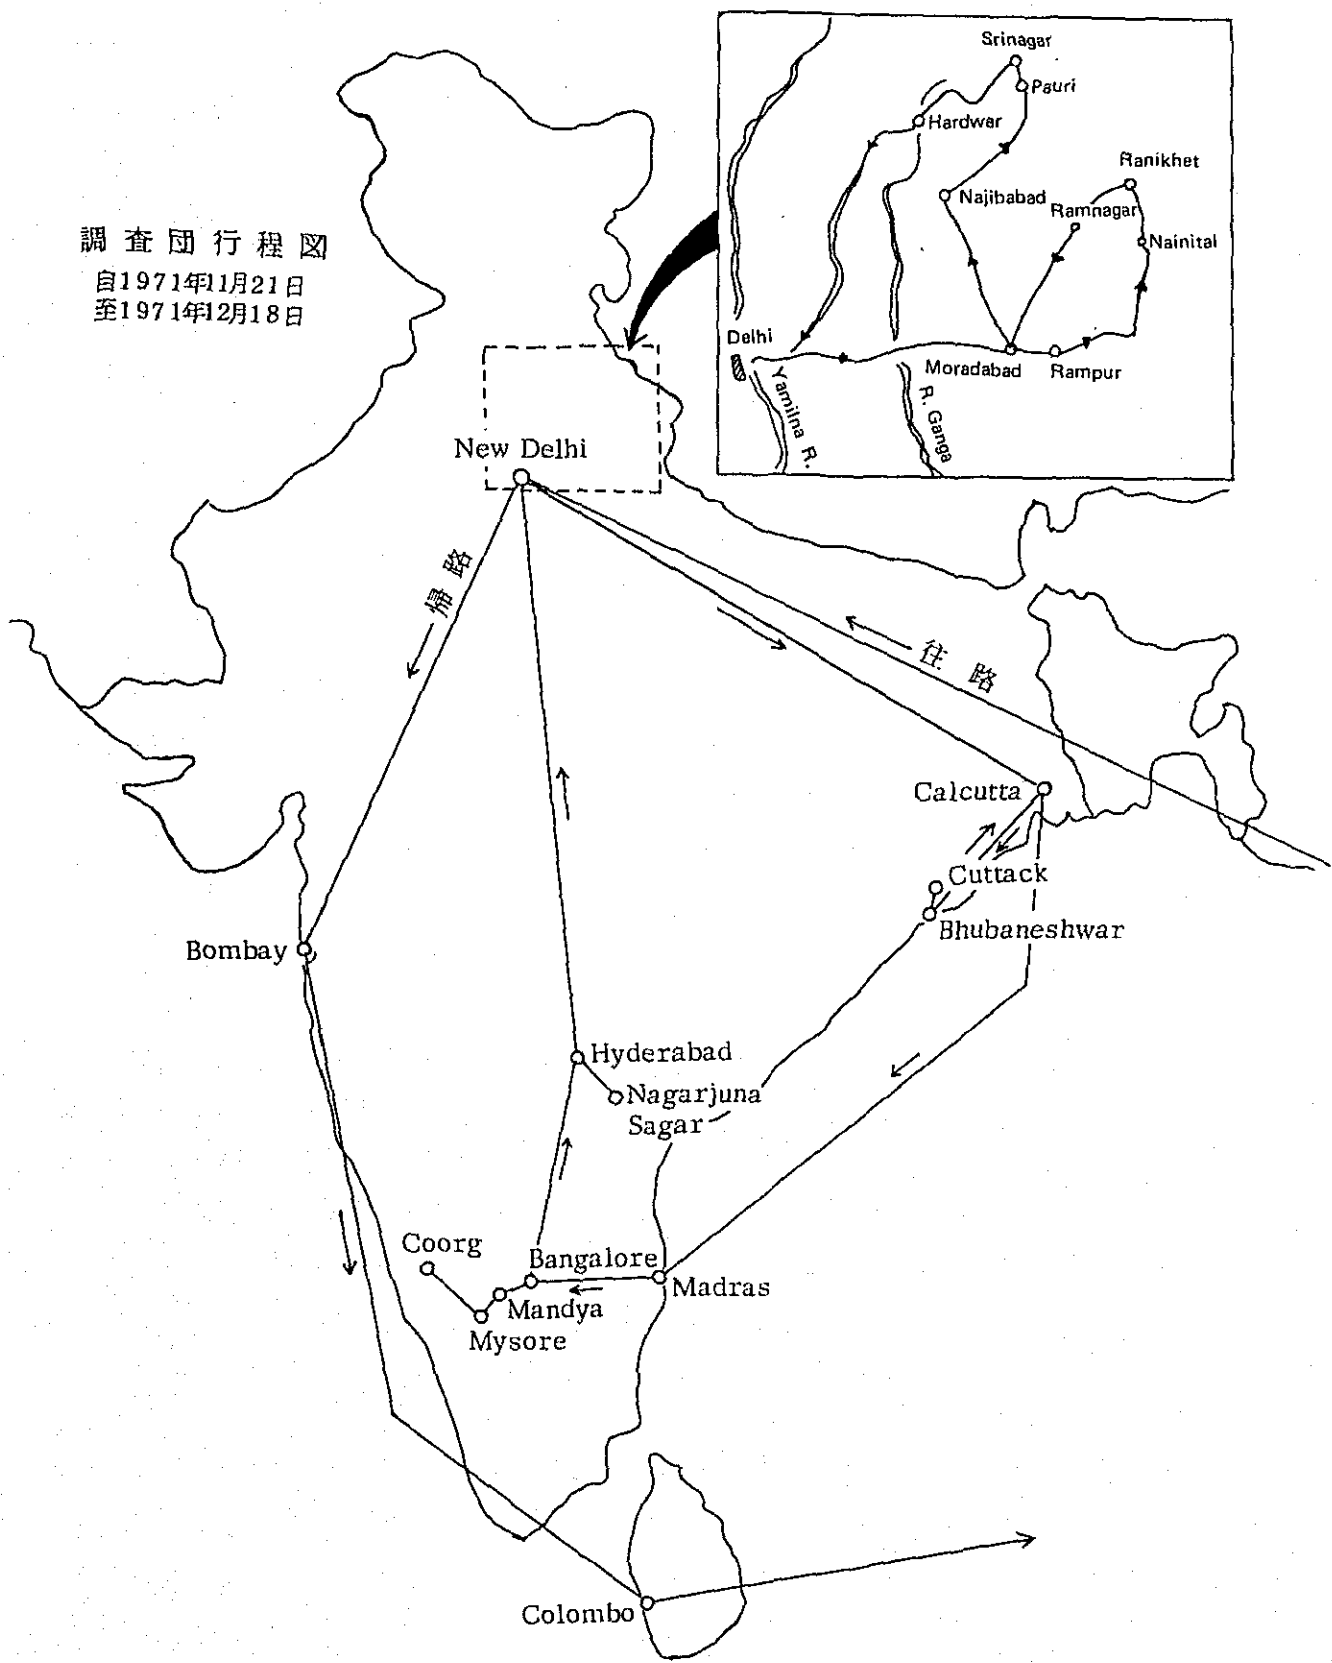 調査団行程図
自1971年11月21日
至1971年12月18日
Srinagar
Pauri
Hardwar
Ranikhet
Najibabad
Ramnagar
Nainital
Delhi
Moradabad
Rampur
Yamilna R.
R. Ganga
New Delhi
帰路
往路
Calcutta
Cuttack
Bhubaneshwar
Bombay
Hyderabad
Nagarjuna
Sagar
Coorg
Bangalore
Madras
Mandya
Mysore
Colombo